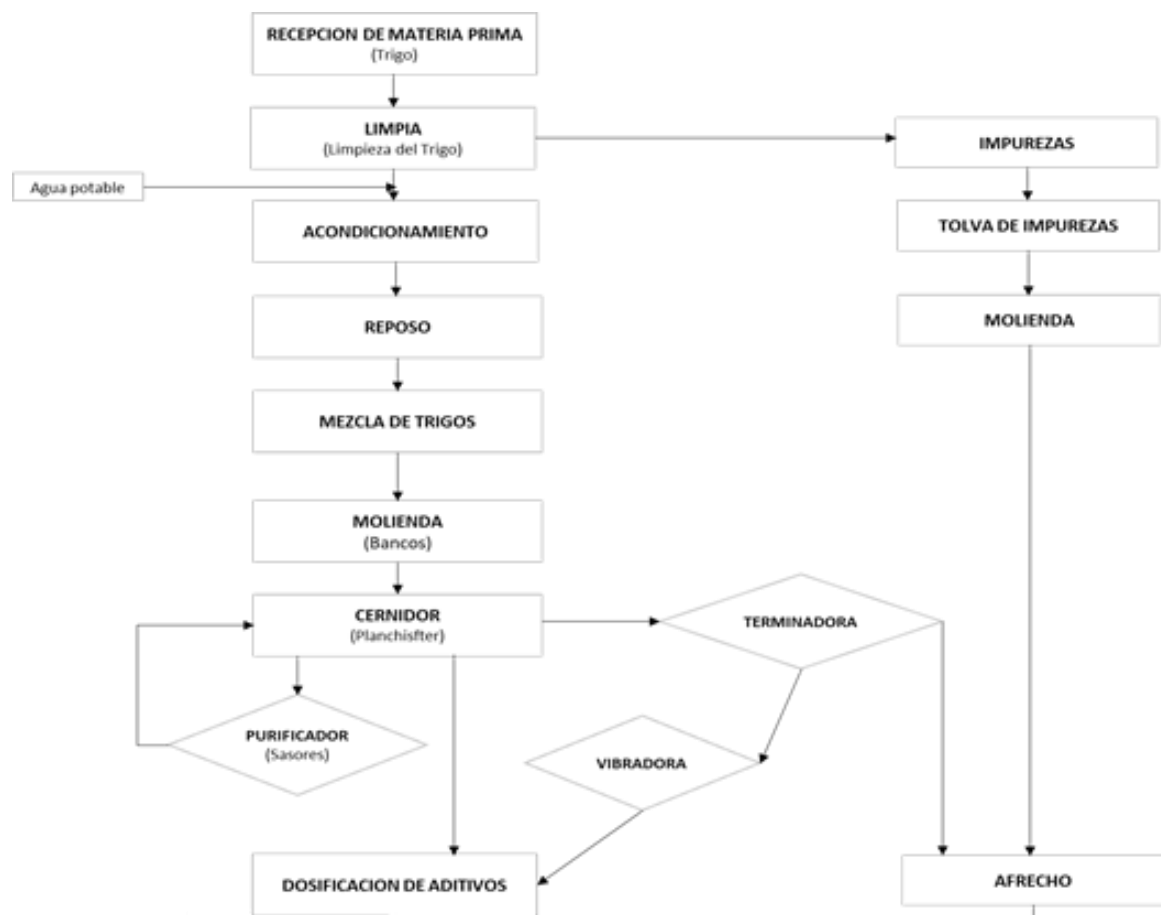 RECEPCION DE MATERIA PRIMA
(Trigo)
LIMPIA
(Limpieza del Trigo)
IMPUREZAS
Agua potable
ACONDICIONAMIENTO
TOLVA DE IMPUREZAS
REPOSO
MOLIENDA
MEZCLA DE TRIGOS
MOLIENDA
(Bancos)
CERNIDOR
(Planchisfter)
TERMINADORA
PURIFICADOR
(Sasores)
VIBRADORA
DOSIFICACION DE ADITIVOS
AFRECHO